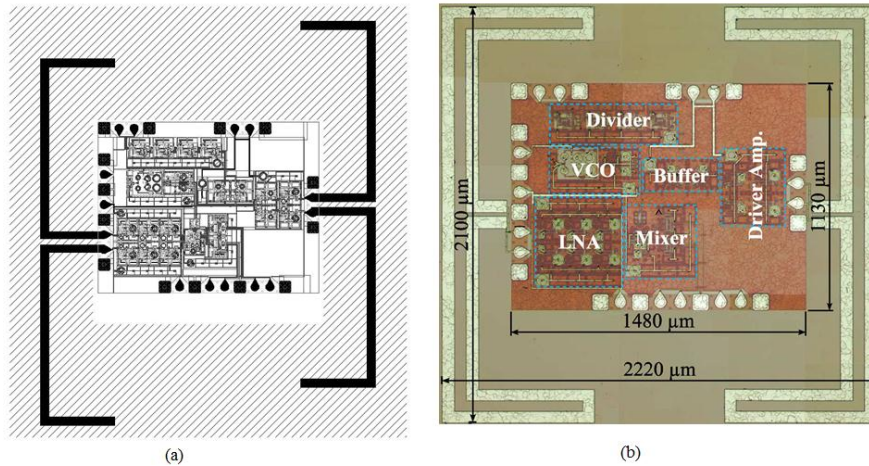 Divider
VCO
Buffer
Driver Amp.
LNA
Mixer
2100 µm
1130 µm
1480 µm
2220 µm
(a)
(b)